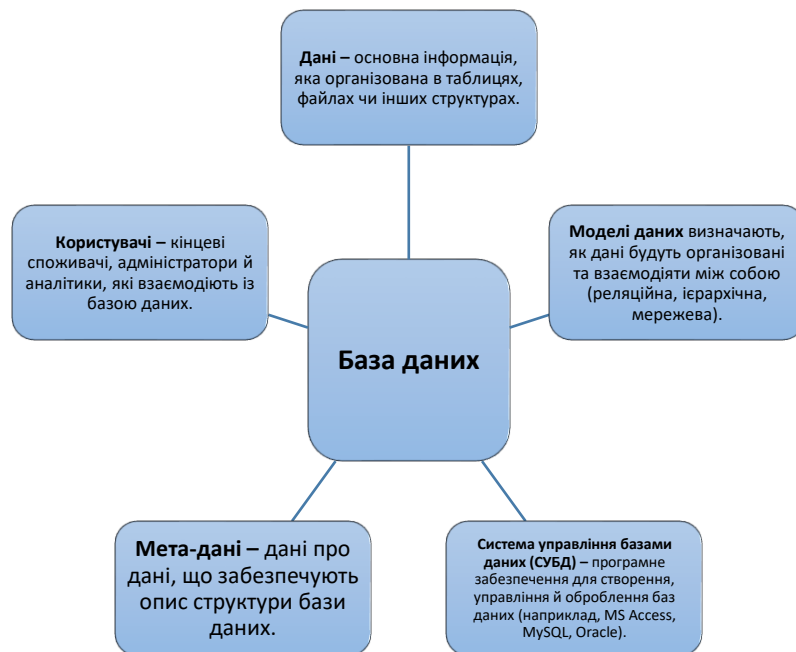 Дані – основна інформація,
яка організована в таблицях,
файлах чи інших структурах.
Користувачі – кінцеві
споживачі, адміністратори й
аналітики, які взаємодіють із
базою даних.
Моделі даних визначають,
як дані будуть організовані
та взаємодіяти між собою
(реляційна, ієрархічна,
мережева).
База даних
Мета-дані – дані про
дані, що забезпечують
опис структури бази
даних.
Система управління базами
даних (СУБД) – програмне
забезпечення для створення,
управління й оброблення баз
даних (наприклад, MS Access,
MySQL, Oracle).